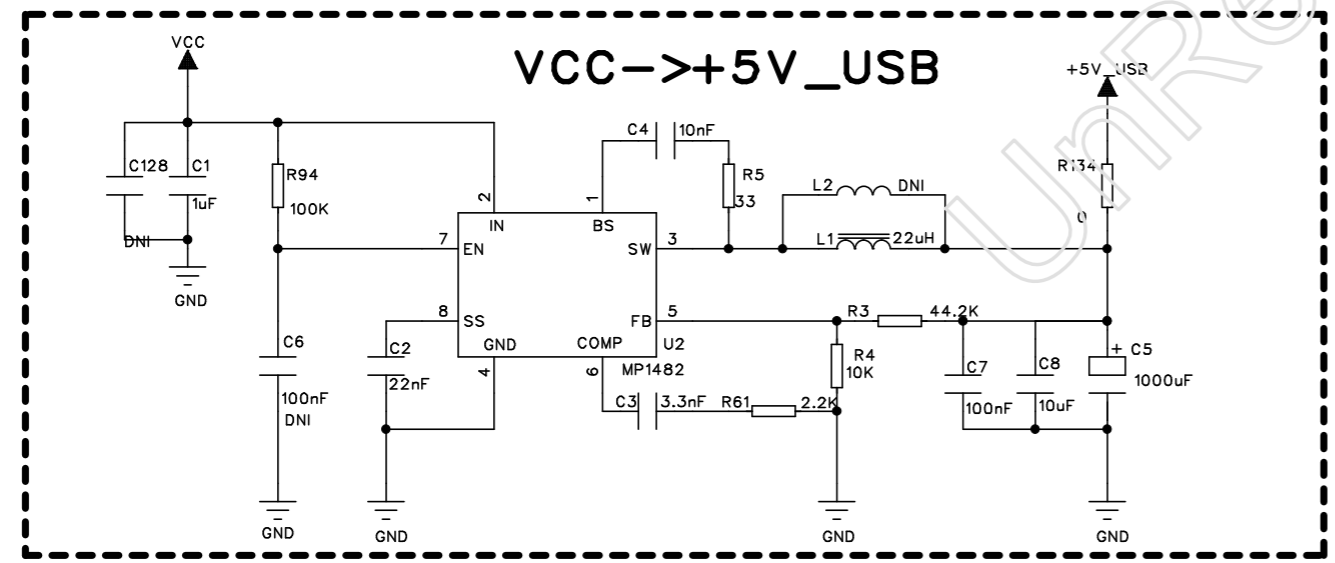 VCC->+5V_USB
VCC
+5V_USB
C128
DNI
C1
1uF
GND
R94
100K
C4
10nF
R5
33
L2
DNI
L1
22uH
R134
0
2
IN
1
BS
7
EN
SW
3
8
SS
FB
5
GND
4
COMP
6
U2
MP1482
R3
44.2K
R4
10K
C6
100nF
DNI
C2
22nF
C3
3.3nF
R61
2.2K
C7
100nF
C8
10uF
+
C5
1000uF
GND
GND
GND
GND
UnRe